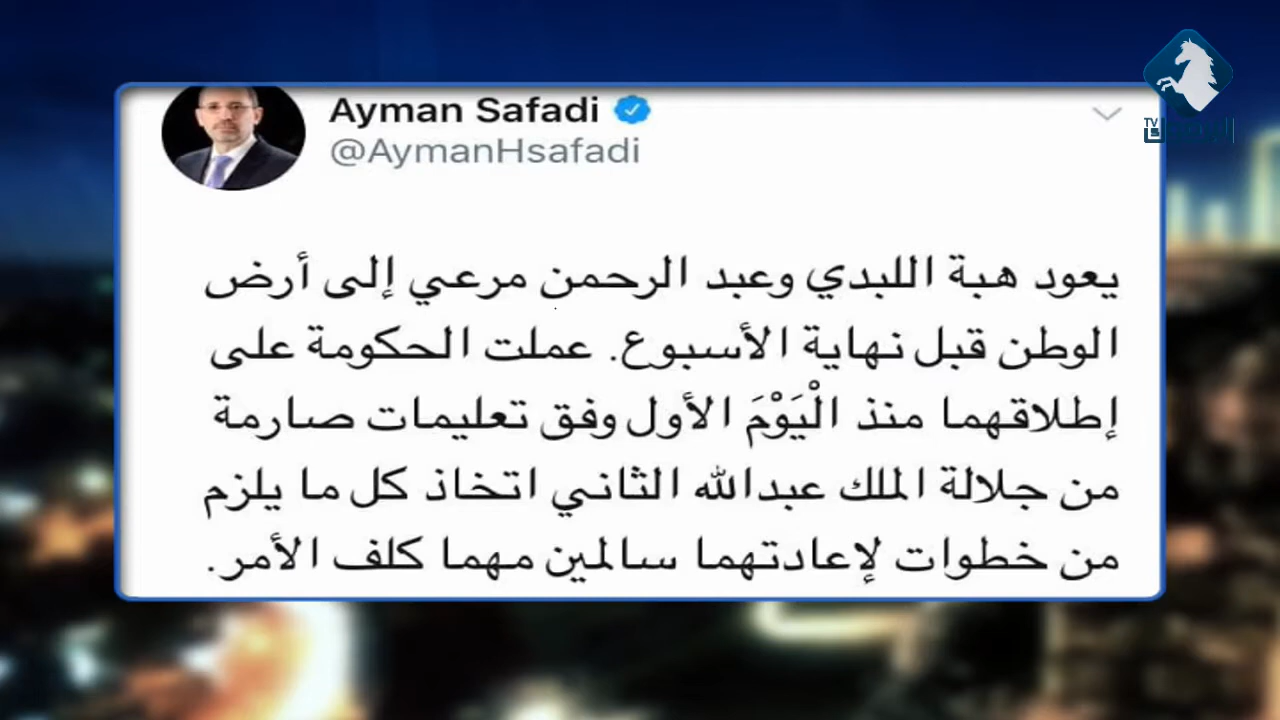 Ayman Safadi
@AymanHsafadi
يعود هبة اللبدي وعبد الرحمن مرعي إلى أرض
الوطن قبل نهاية الأسبوع. عملت الحكومة على
إطلاقهما منذ الْيَوْمَ الأول وفق تعليمات صارمة
من جلالة الملك عبدالله الثاني اتخاذ كل ما يلزم
من خطوات لإعادتهما سالمين مهما كلف الأمر.
TV